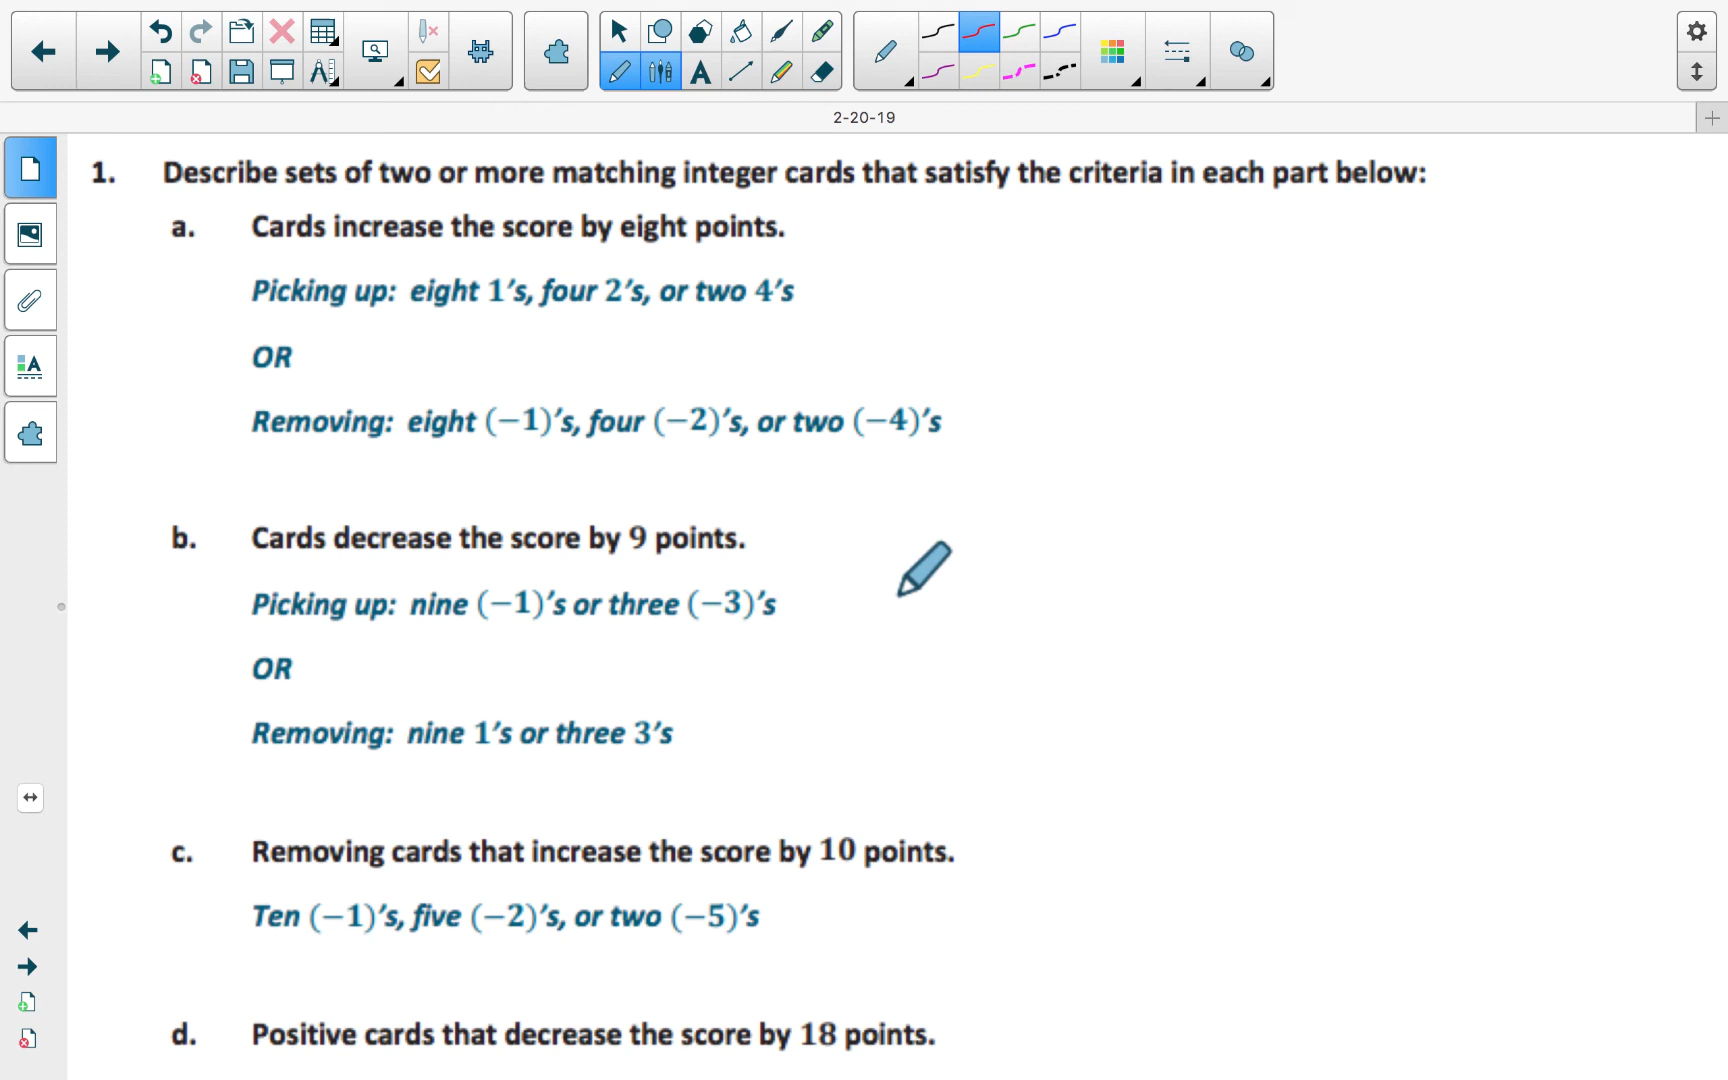 2-20-19
1. Describe sets of two or more matching integer cards that satisfy the criteria in each part below:
a. Cards increase the score by eight points.
Picking up: eight 1's, four 2's, or two 4's
OR
Removing: eight (−1)'s, four (−2)'s, or two (−4)'s
b. Cards decrease the score by 9 points.
Picking up: nine (−1)'s or three (−3)'s
OR
Removing: nine 1's or three 3's
c. Removing cards that increase the score by 10 points.
Ten (−1)'s, five (−2)'s, or two (−5)'s
d. Positive cards that decrease the score by 18 points.